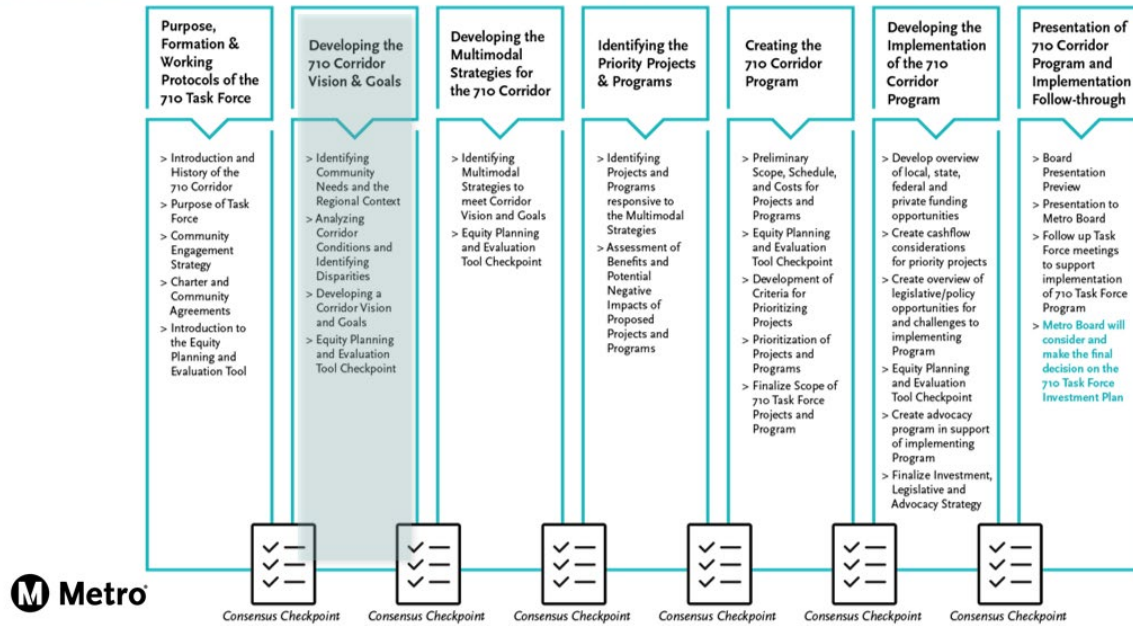 Purpose,
Formation &
Working
Protocols of the
710 Task Force
> Introduction and
History of the
710 Corridor
> Purpose of Task
Force
> Community
Engagement
Strategy
> Charter and
Community
Agreements
> Introduction to
the Equity
Planning and
Evaluation Tool
Developing the
710 Corridor
Vision & Goals
> Identifying
Community
Needs and the
Regional Context
> Analyzing
Corridor
Conditions and
Identifying
Disparities
> Developing a
Corridor Vision
and Goals
> Equity Planning
and Evaluation
Tool Checkpoint
Developing the
Multimodal
Strategies for
the 710 Corridor
> Identifying
Multimodal
Strategies to
meet Corridor
Vision and Goals
> Equity Planning
and Evaluation
Tool Checkpoint
Identifying the
Priority Projects
& Programs
> Identifying
Projects and
Programs
responsive to
the Multimodal
Strategies
> Assessment of
Benefits and
Potential
Negative
Impacts of
Proposed
Projects and
Programs
Creating the
710 Corridor
Program
> Preliminary
Scope, Schedule,
and Costs for
Projects and
Programs
> Equity Planning
and Evaluation
Tool Checkpoint
> Development of
Criteria for
Prioritizing
Projects
> Prioritization of
Projects and
Programs
> Finalize Scope of
710 Task Force
Projects and
Program
Developing the
Implementation
of the 710
Corridor
Program
> Develop overview
of local, state,
federal and
private funding
opportunities
> Create cashflow
considerations
for priority projects
> Create overview of
legislative/policy
opportunities for
and challenges to
implementing
Program
> Equity Planning
and Evaluation
Tool Checkpoint
> Create advocacy
program in support
of implementing
Program
> Finalize Investment,
Legislative and
Advocacy Strategy
Presentation of
710 Corridor
Program and
Implementation
Follow-through
> Board
Presentation
Preview
> Presentation to
Metro Board
> Follow up Task
Force meetings
to support
implementation
of 710 Task Force
Program
> Metro Board will
consider and
make the final
decision on the
710 Task Force
Investment Plan
M Metro
Consensus Checkpoint
Consensus Checkpoint
Consensus Checkpoint
Consensus Checkpoint
Consensus Checkpoint
Consensus Checkpoint